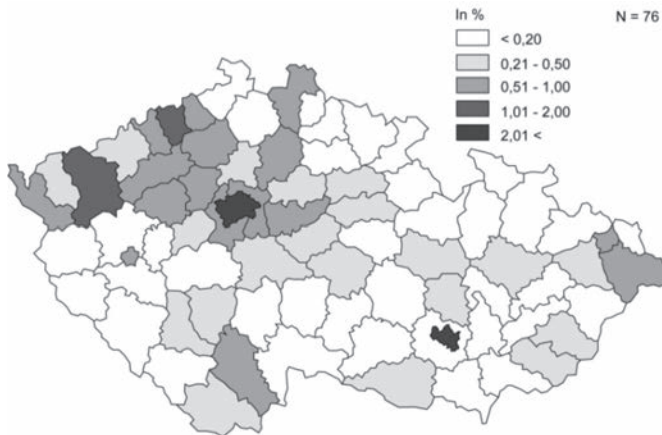 In %
N = 76
< 0,20
0,21 - 0,50
0,51 - 1,00
1,01 - 2,00
2,01 <